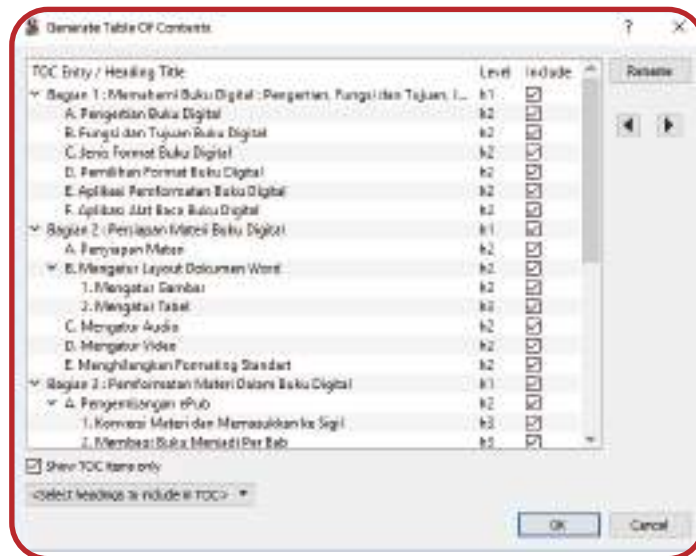 Generate Table Of Contents
TOC Entry / Heading Title Level Include
Rename
Bagian 1 : Memahami Buku Digital : Pengertian, Fungsi dan Tujuan, J... h1
A. Pengertian Buku Digital h2
B. Fungsi dan Tujuan Buku Digital h2
C. Jenis Format Buku Digital h2
D. Pemilihan Format Buku Digital h2
E. Aplikasi Pemformatan Buku Digital h2
F. Aplikasi Alat Baca Buku Digital h2
Bagian 2 : Persiapan Materi Buku Digital h1
A. Penyiapan Materi h2
B. Mengatur Layout Dokumen Word h2
1. Mengatur Gambar
2. Mengatur Tabel h3
C. Mengatur Audio h2
D. Mengatur Video h2
E. Menghilangkan Formating Standart h2
Bagian 3 : Pemformatan Materi Dalam Buku Digital h1
A. Pengembangan ePub h2
1. Konversi Materi dan Memasukkan ke Sigil h3
2. Membagi Buku Menjadi Per Bab h3
Show TOC items only
<Select headings to include in TOC>
OK Cancel